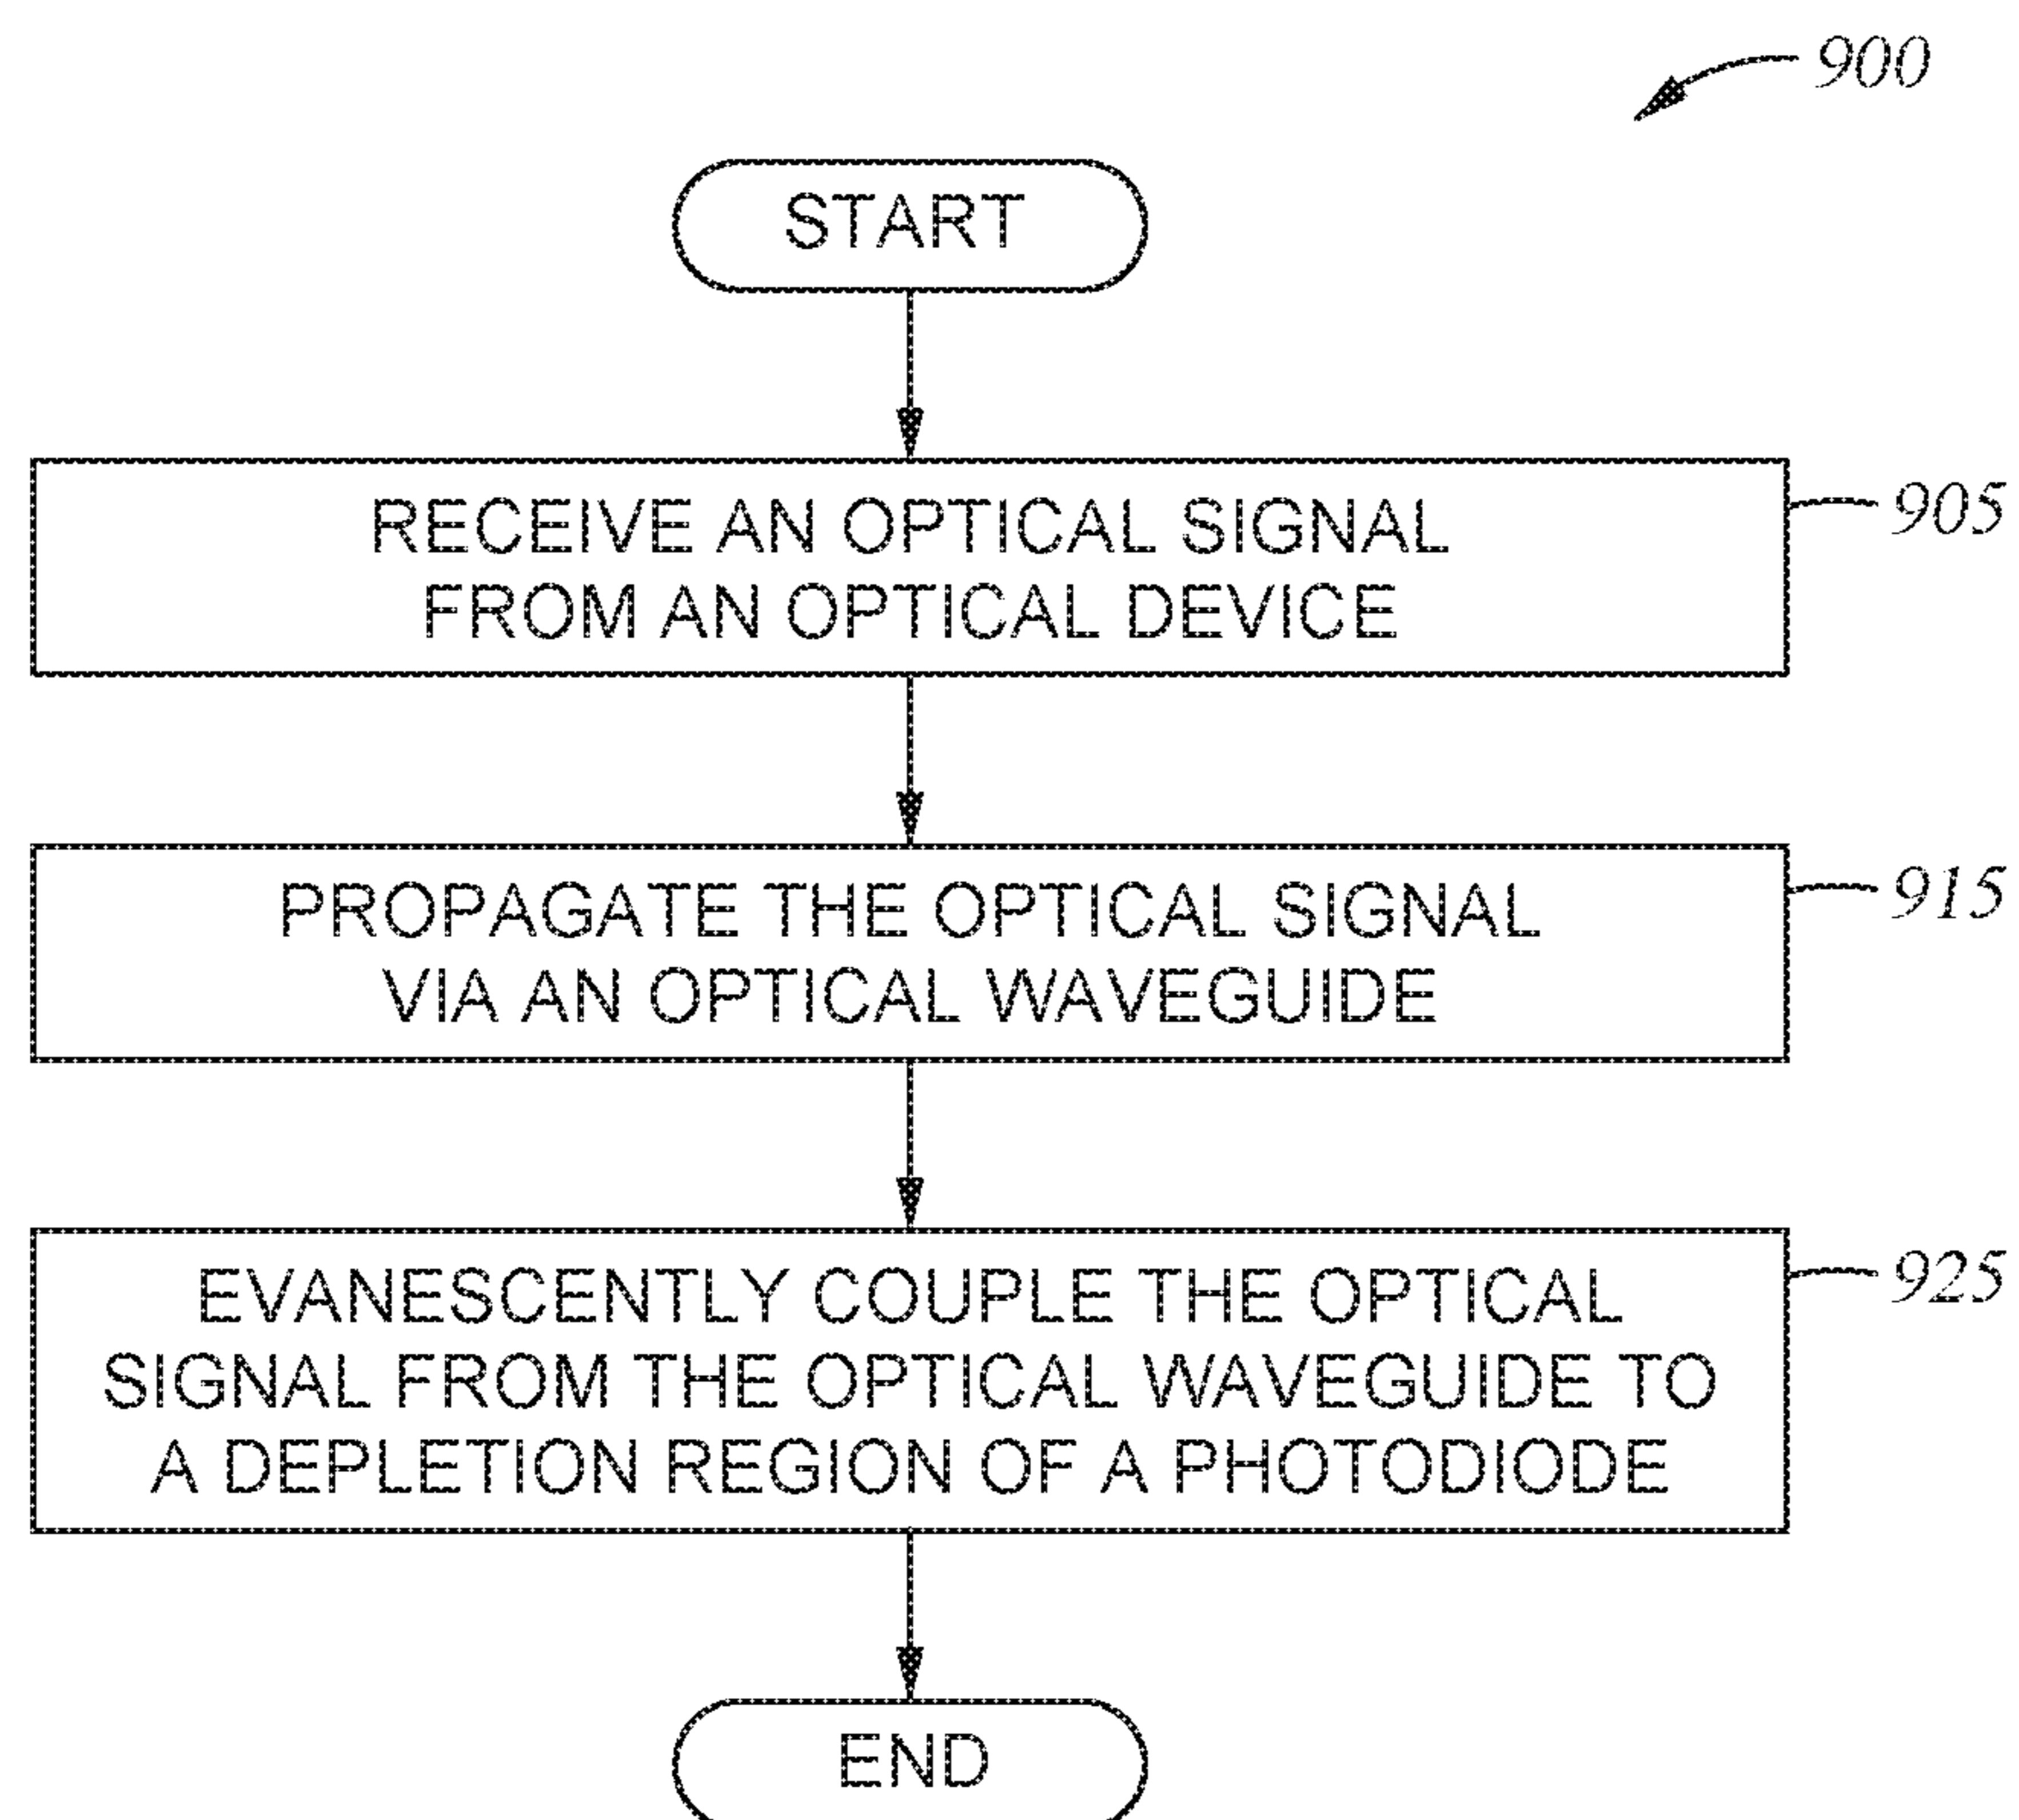 900
START
RECEIVE AN OPTICAL SIGNAL
FROM AN OPTICAL DEVICE
905
PROPAGATE THE OPTICAL SIGNAL
VIA AN OPTICAL WAVEGUIDE
915
EVANESCENTLY COUPLE THE OPTICAL
SIGNAL FROM THE OPTICAL WAVEGUIDE TO
A DEPLETION REGION OF A PHOTODIODE
925
END